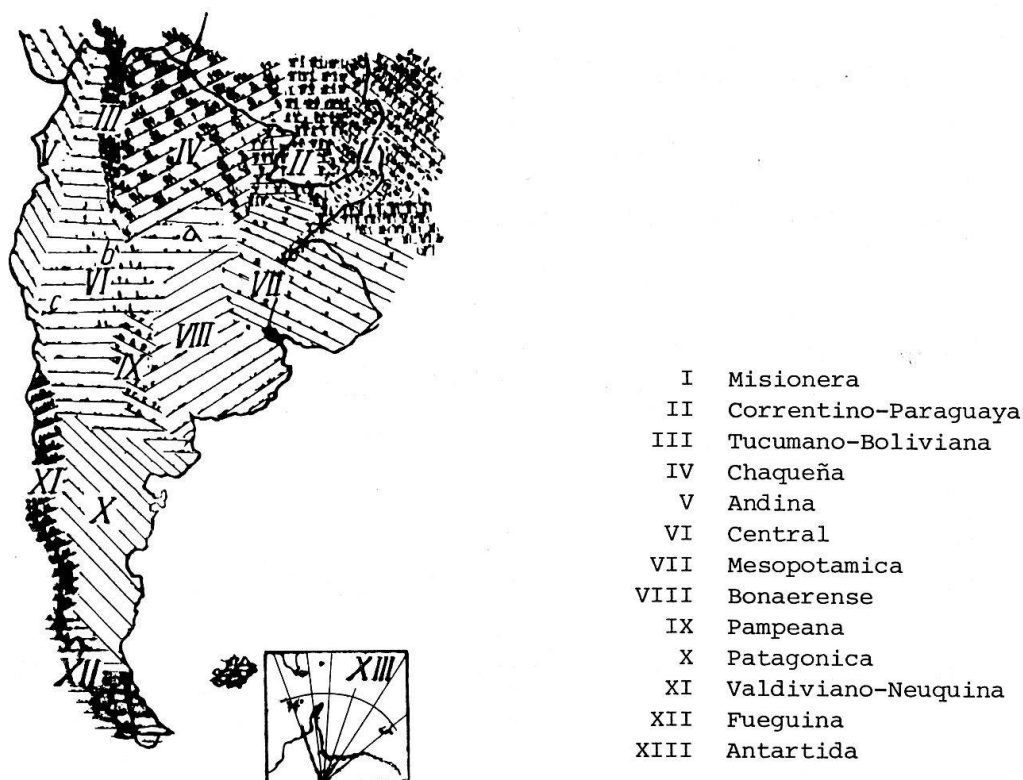 III
V
IV
II
I
a
b
VI
c
VII
VIII
IX
XI
X
XII
XIII
I Misionera
II Correntino-Paraguaya
III Tucumano-Boliviana
IV Chaqueña
V Andina
VI Central
VII Mesopotamica
VIII Bonaerense
IX Pampeana
X Patagonica
XI Valdiviano-Neuquina
XII Fueguina
XIII Antartida